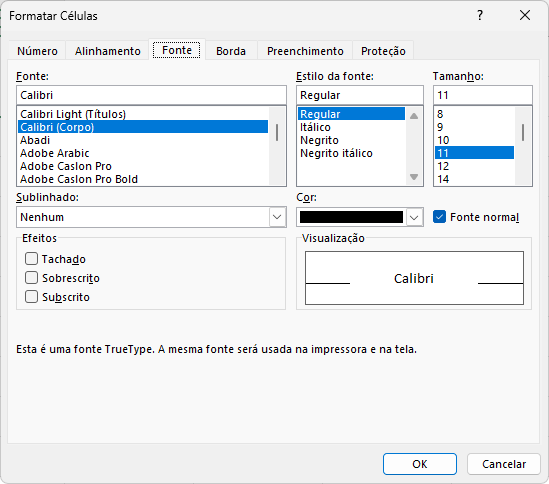 Formatar Células
?
Número Alinhamento Fonte Borda Preenchimento Proteção
Fonte: Estilo da fonte: Tamanho:
Calibri Regular 11
Calibri Light (Títulos) Regular 8
Calibri (Corpo) Itálico 9
Abadi Negrito 10
Adobe Arabic Negrito itálico 11
Adobe Caslon Pro 12
Adobe Caslon Pro Bold 14
Sublinhado: Cor:
Nenhum Fonte normal
Efeitos Visualização
Tachado
Sobrescrito
Subscrito
Calibri
Esta é uma fonte TrueType. A mesma fonte será usada na impressora e na tela.
OK Cancelar